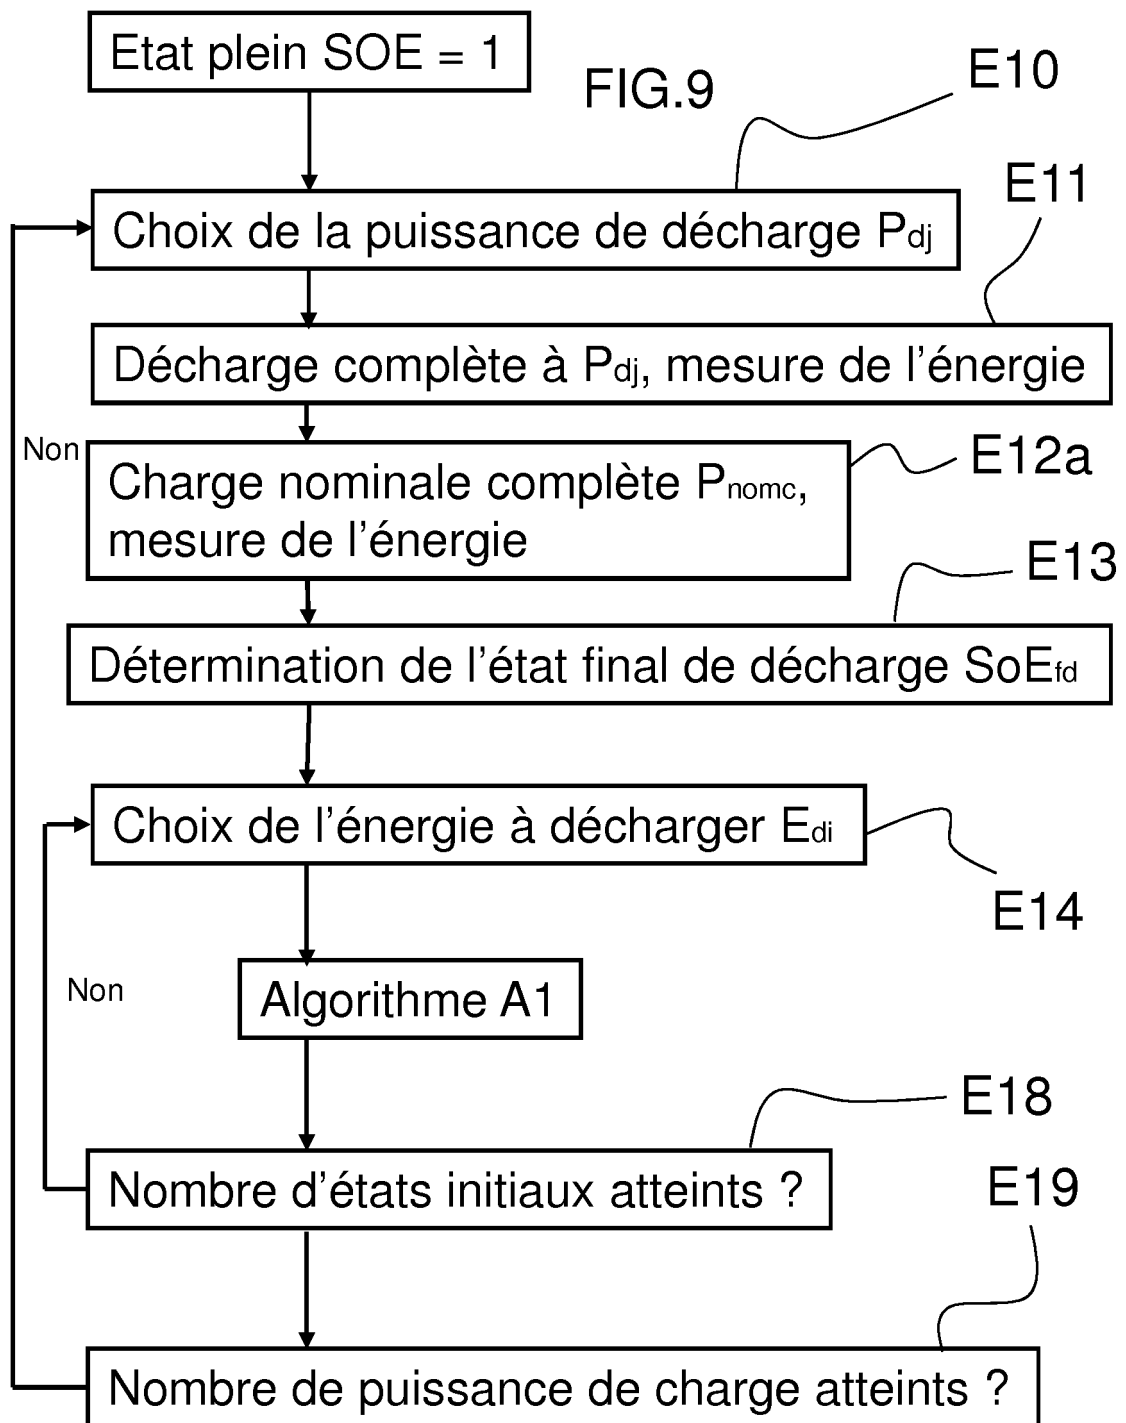 Etat plein SOE = 1
FIG.9
E10
E11
Choix de la puissance de décharge Pdj
Décharge complète à Pdj, mesure de l'énergie
Non
E12a
Charge nominale complète Pnomc,
mesure de l'énergie
E13
Détermination de l'état final de décharge SoEfd
Choix de l'énergie à décharger Edi
E14
Non
Algorithme A1
E18
Nombre d'états initiaux atteints ?
E19
Nombre de puissance de charge atteints ?